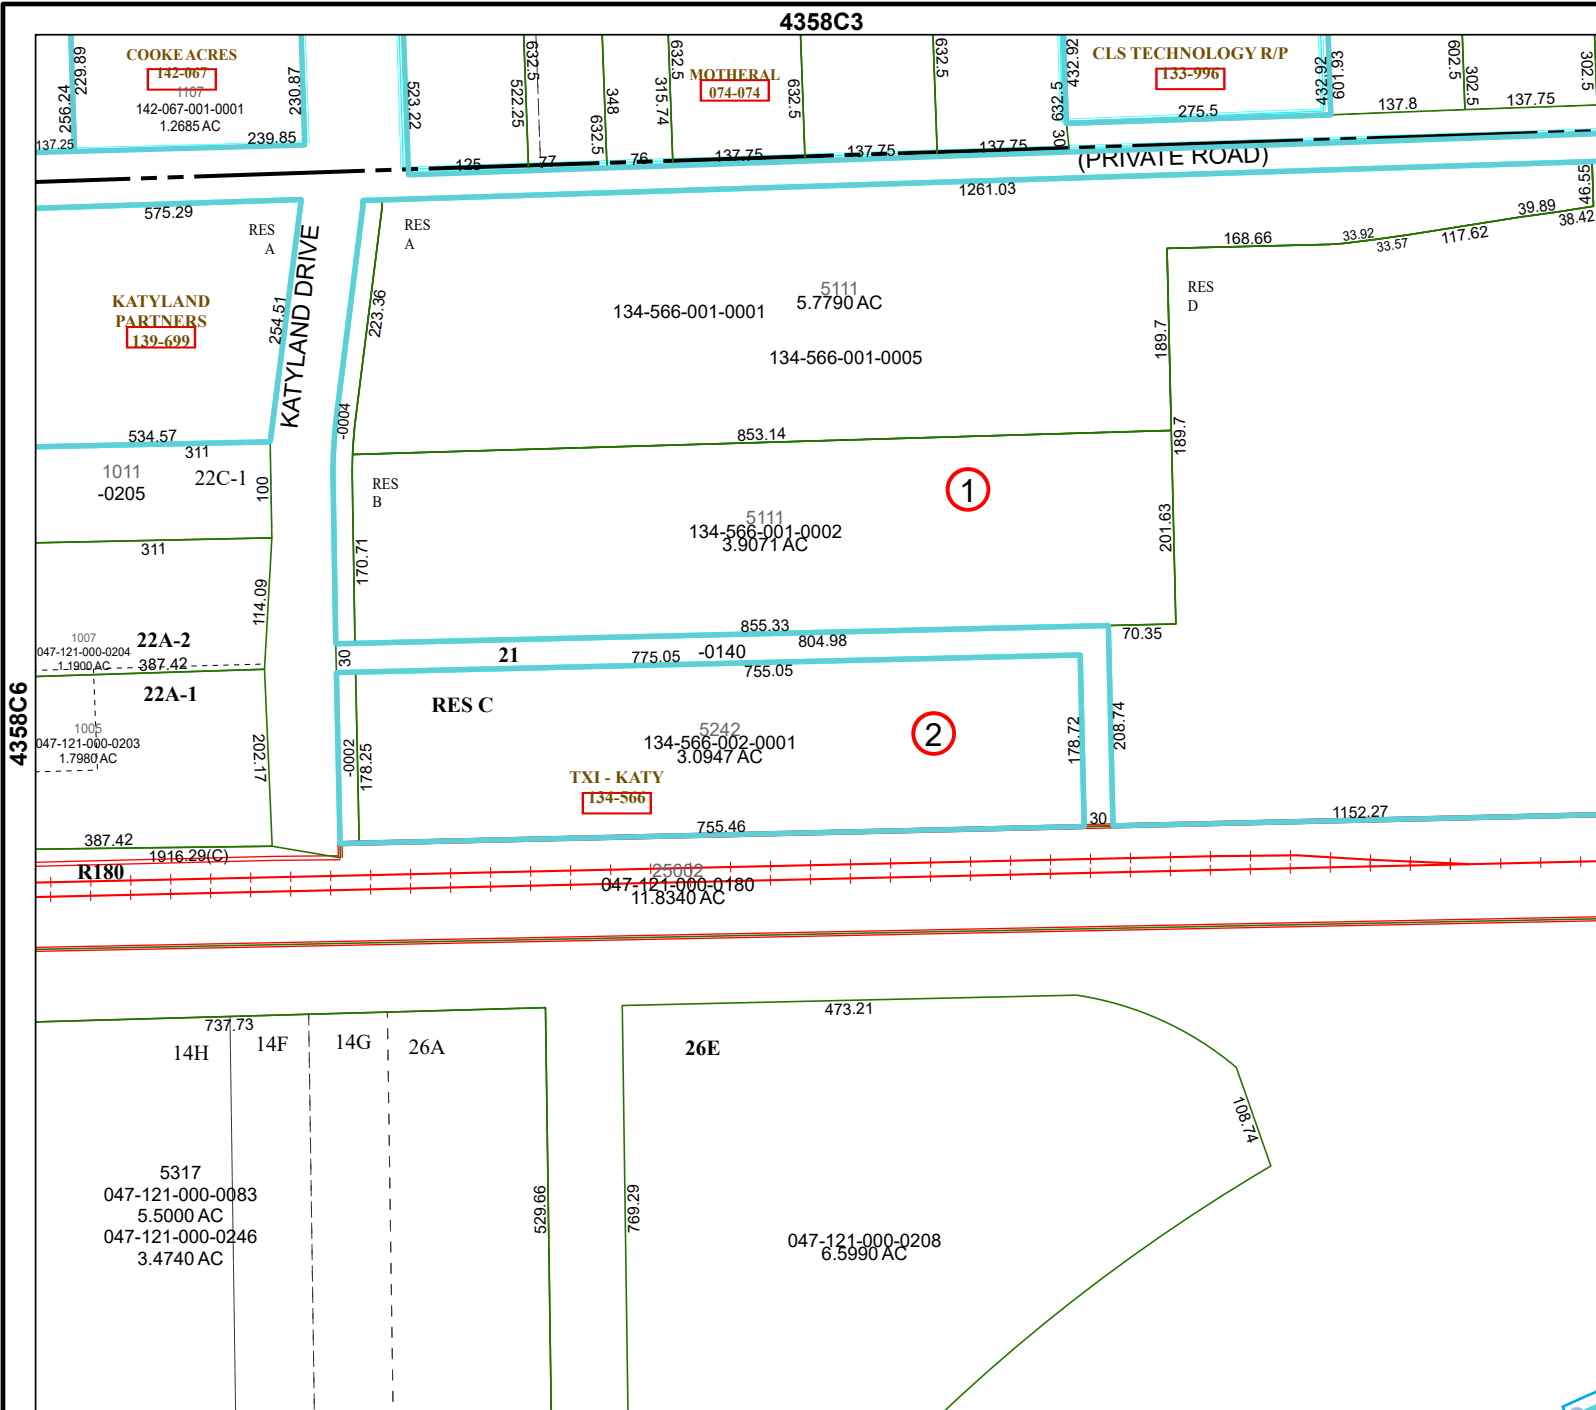 4358C3
4358C6
COOKE ACRES
142-067
1107
142-067-001-0001
1.2685 AC
229.89
256.24
137.25
230.87
239.85
523.22
632.5
522.25
348
632.5
632.5
315.74
MOTHERAL
074-074
632.5
632.5
432.92
632.5
CLS TECHNOLOGY R/P
133-996
275.5
432.92
601.93
602.5
302.5
302.5
137.8
137.75
30
125
77
76
137.75
137.75
137.75
(PRIVATE ROAD)
1261.03
46.55
39.89
38.42
117.62
33.92
33.57
168.66
575.29
RES
A
KATYLAND DRIVE
RES
A
KATYLAND
PARTNERS
139-699
254.51
223.36
5111
5.7790 AC
134-566-001-0001
134-566-001-0005
RES
D
189.7
534.57
-0004
853.14
189.7
311
1011
-0205
22C-1
100
RES
B
1
5111
134-566-001-0002
3.9071 AC
201.63
311
170.71
114.09
855.33
804.98
70.35
1007
047-121-000-0204
1.1900 AC
22A-2
387.42
30
21
775.05
-0140
755.05
22A-1
RES C
1005
047-121-000-0203
1.7980 AC
202.17
-0002
178.25
5242
134-566-002-0001
3.0947 AC
2
178.72
208.74
TXI - KATY
134-566
755.46
30
1152.27
387.42
1916.29(C)
R180
25002
047-121-000-0180
11.8340 AC
737.73
14H
14F
14G
26A
473.21
26E
108.74
5317
047-121-000-0083
5.5000 AC
047-121-000-0246
3.4740 AC
529.66
769.29
047-121-000-0208
6.5990 AC